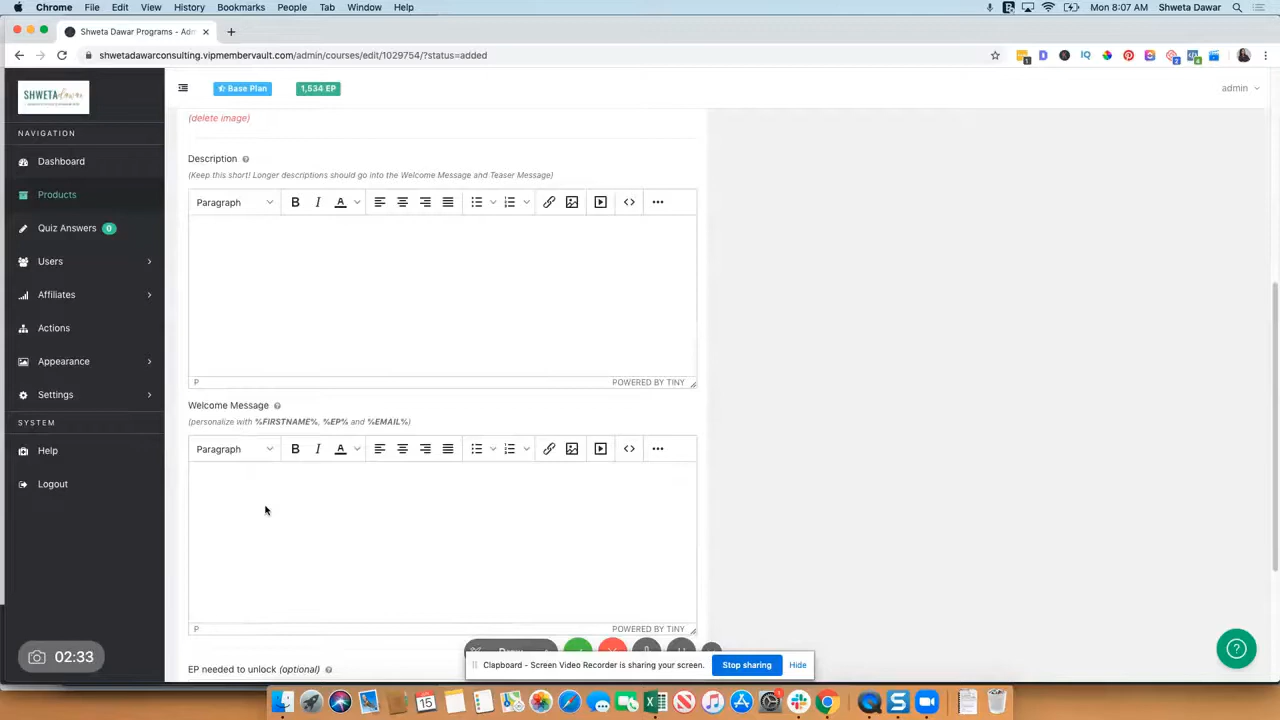 Chrome File Edit View History Bookmarks People Tab Window Help
Mon 8:07 AM Shweta Dawar
Shweta Dawar Programs - Adm
shwetadawarconsulting.vipmembervault.com/admin/courses/edit/1029754/?status=added
SHWETA dawar
Base Plan
1,534 EP
admin
NAVIGATION
Dashboard
Products
Quiz Answers 0
Users
Affiliates
Actions
Appearance
Settings
SYSTEM
Help
Logout
(delete image)
Description
(Keep this short! Longer descriptions should go into the Welcome Message and Teaser Message)
Paragraph B I A
P POWERED BY TINY
Welcome Message
(personalize with %FIRSTNAME%, %EP% and %EMAIL%)
Paragraph B I A
P POWERED BY TINY
EP needed to unlock (optional)
02:33
Clapboard - Screen Video Recorder is sharing your screen.
Stop sharing
Hide
15